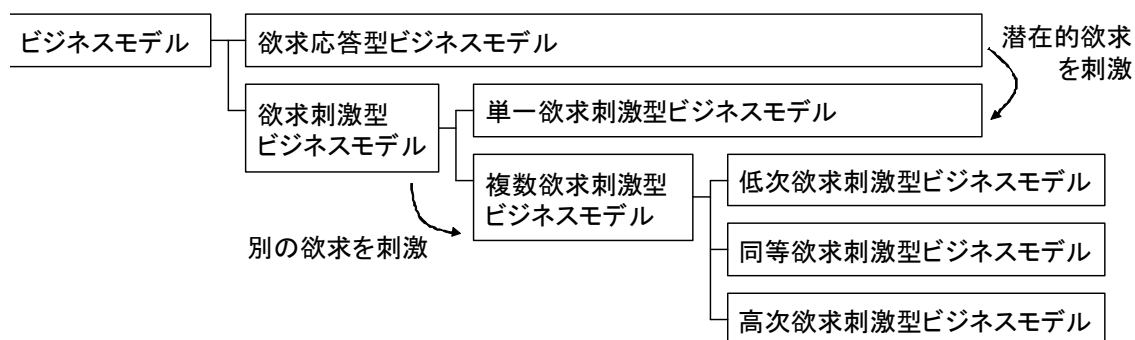 ビジネスモデル
欲求応答型ビジネスモデル
潜在的欲求
を刺激
欲求刺激型
ビジネスモデル
単一欲求刺激型ビジネスモデル
複数欲求刺激型
ビジネスモデル
低次欲求刺激型ビジネスモデル
別の欲求を刺激
同等欲求刺激型ビジネスモデル
高次欲求刺激型ビジネスモデル